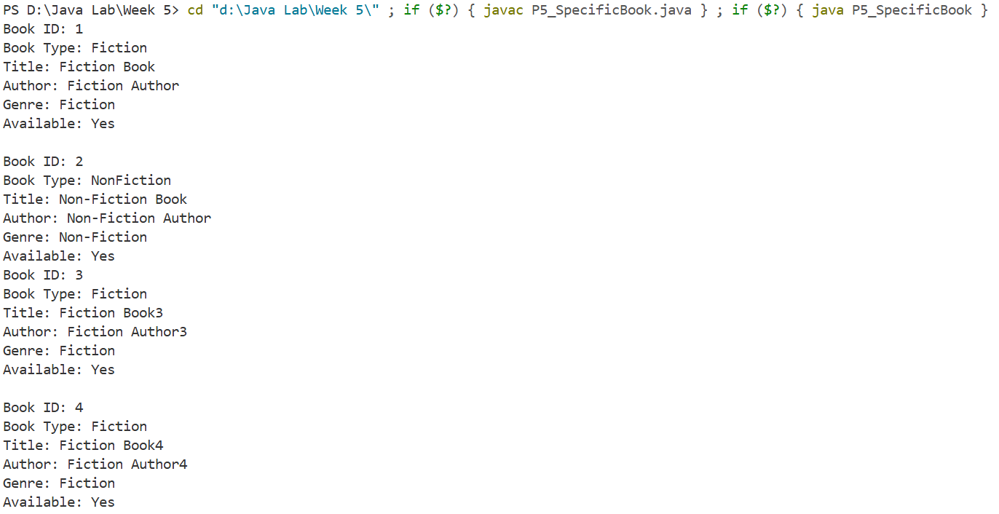 PS D:\Java Lab\Week 5> cd "d:\Java Lab\Week 5\" ; if ($?) { javac P5_SpecificBook.java } ; if ($?) { java P5_SpecificBook }
Book ID: 1
Book Type: Fiction
Title: Fiction Book
Author: Fiction Author
Genre: Fiction
Available: Yes

Book ID: 2
Book Type: NonFiction
Title: Non-Fiction Book
Author: Non-Fiction Author
Genre: Non-Fiction
Available: Yes
Book ID: 3
Book Type: Fiction
Title: Fiction Book3
Author: Fiction Author3
Genre: Fiction
Available: Yes

Book ID: 4
Book Type: Fiction
Title: Fiction Book4
Author: Fiction Author4
Genre: Fiction
Available: Yes